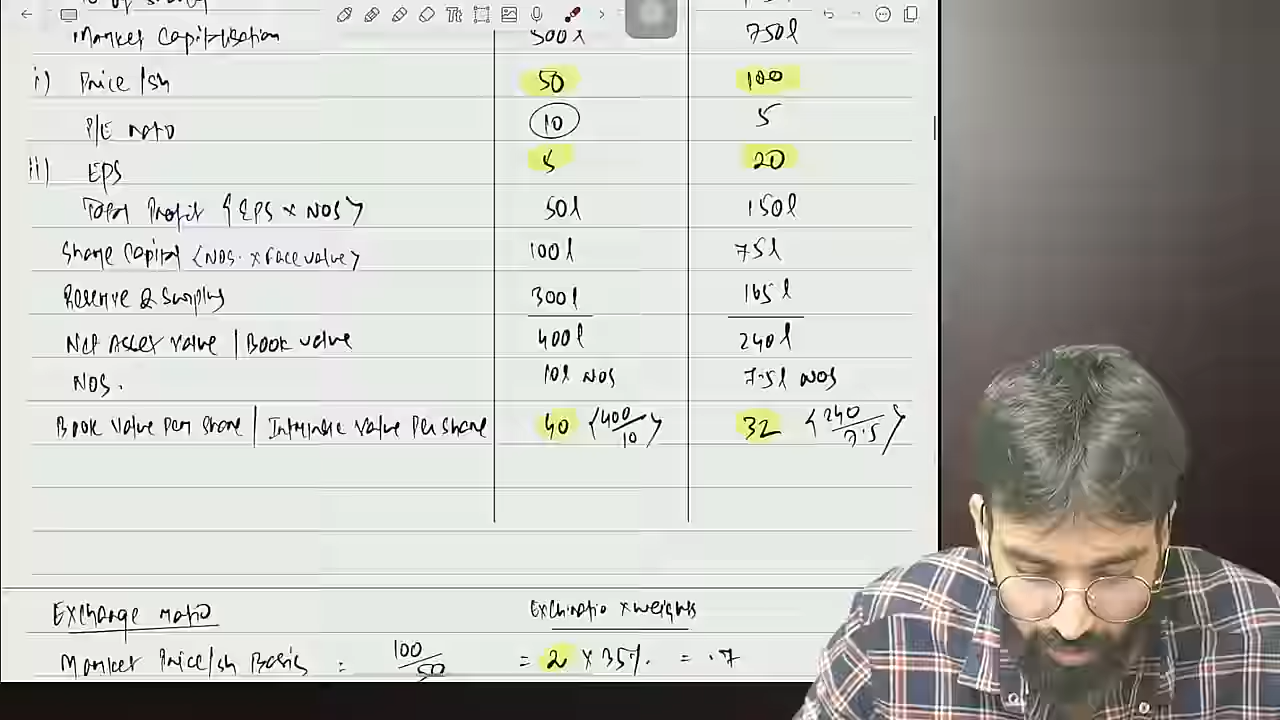 Market Capitalisation 500l 750l
i) Price/sh 50 100
P/E ratio 10 5
ii) EPS 5 20
Total Profit {EPS x NOS} 50l 150l
Share Capital {NOS. x Face value} 100l 75l
Reserve & Surplus 300l 165l
Net Asset Value | Book Value 400l 240l
NOS. 10l NOS 7.5l NOS
Book Value Per Share | Intrinsic Value Per Share 40 {400/10} 32 {240/7.5}
Exchange Ratio Exch ratio x weights
Market Price/sh Basis = 100/50 = 2 x 35% = .7